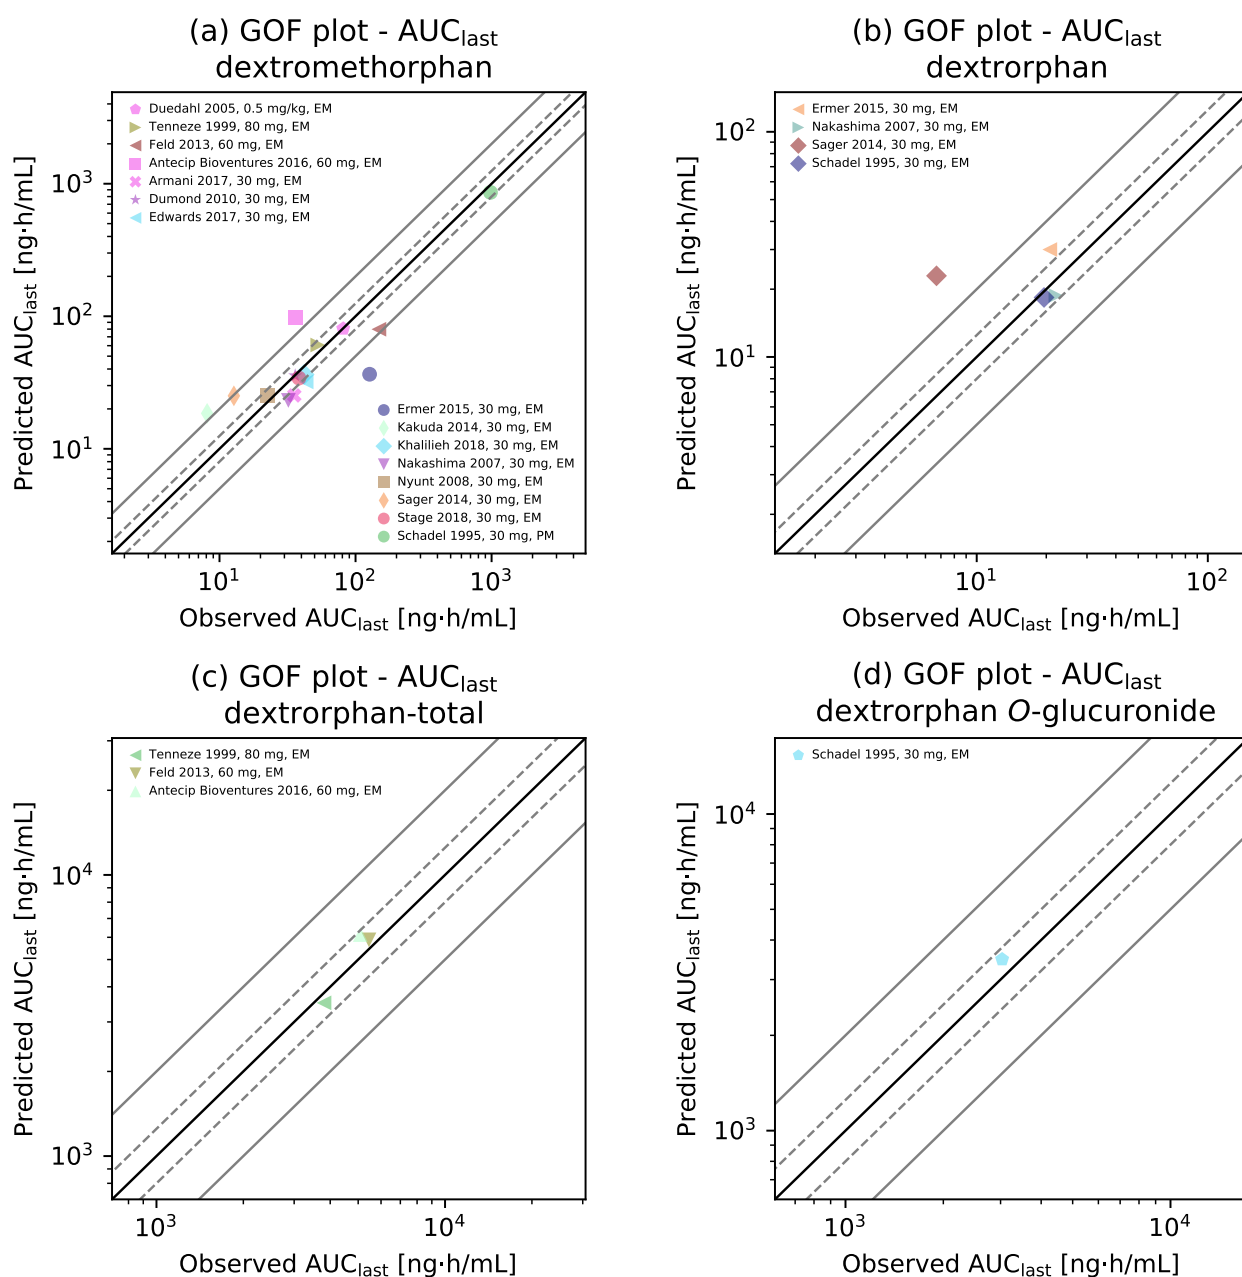 (a) GOF plot - AUClast
dextromethorphan
Predicted AUClast [ng·h/mL]
10³
10²
10¹
Duedahl 2005, 0.5 mg/kg, EM
Tenneze 1999, 80 mg, EM
Feld 2013, 60 mg, EM
Antecip Bioventures 2016, 60 mg, EM
Armani 2017, 30 mg, EM
Dumond 2010, 30 mg, EM
Edwards 2017, 30 mg, EM
Ermer 2015, 30 mg, EM
Kakuda 2014, 30 mg, EM
Khalilieh 2018, 30 mg, EM
Nakashima 2007, 30 mg, EM
Nyunt 2008, 30 mg, EM
Sager 2014, 30 mg, EM
Stage 2018, 30 mg, EM
Schadel 1995, 30 mg, PM
10¹ 10² 10³
Observed AUClast [ng·h/mL]
(b) GOF plot - AUClast
dextrorphan
Predicted AUClast [ng·h/mL]
10²
10¹
Ermer 2015, 30 mg, EM
Nakashima 2007, 30 mg, EM
Sager 2014, 30 mg, EM
Schadel 1995, 30 mg, EM
10¹ 10²
Observed AUClast [ng·h/mL]
(c) GOF plot - AUClast
dextrorphan-total
Predicted AUClast [ng·h/mL]
10⁴
10³
Tenneze 1999, 80 mg, EM
Feld 2013, 60 mg, EM
Antecip Bioventures 2016, 60 mg, EM
10³ 10⁴
Observed AUClast [ng·h/mL]
(d) GOF plot - AUClast
dextrorphan O-glucuronide
Predicted AUClast [ng·h/mL]
10⁴
10³
Schadel 1995, 30 mg, EM
10³ 10⁴
Observed AUClast [ng·h/mL]